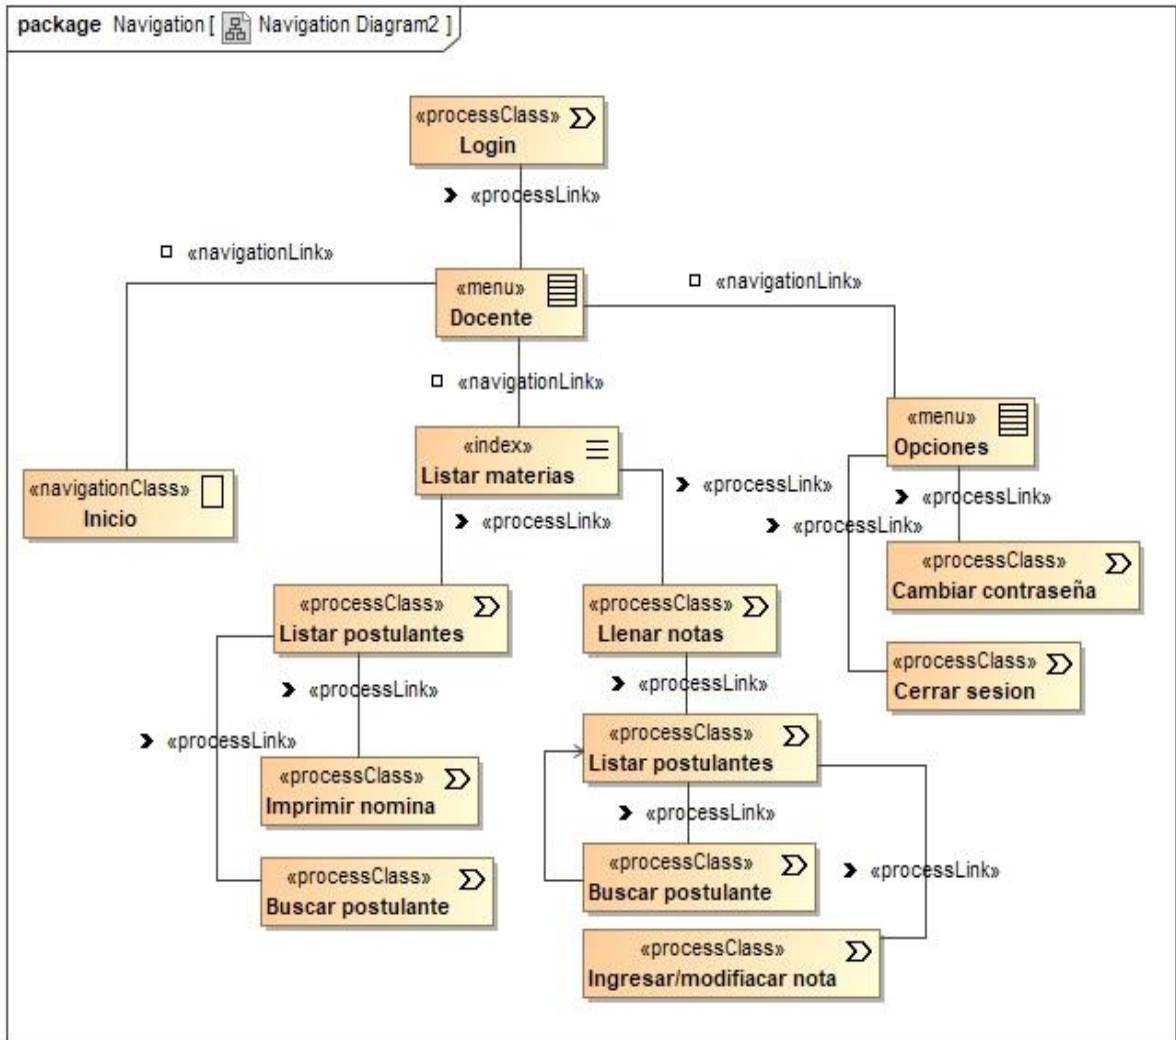 package Navigation [ Navigation Diagram2 ]
«processClass»
Login
«processLink»
«navigationLink»
«menu»
Docente
«navigationLink»
«navigationLink»
«menu»
Opciones
«index»
Listar materias
«navigationClass»
Inicio
«processLink»
«processLink»
«processLink»
«processLink»
«processClass»
Cambiar contraseña
«processClass»
Listar postulantes
«processClass»
Llenar notas
«processClass»
Cerrar sesion
«processLink»
«processLink»
«processLink»
«processClass»
Listar postulantes
«processClass»
Imprimir nomina
«processLink»
«processClass»
Buscar postulante
«processClass»
Buscar postulante
«processLink»
«processClass»
Ingresar/modifiacar nota